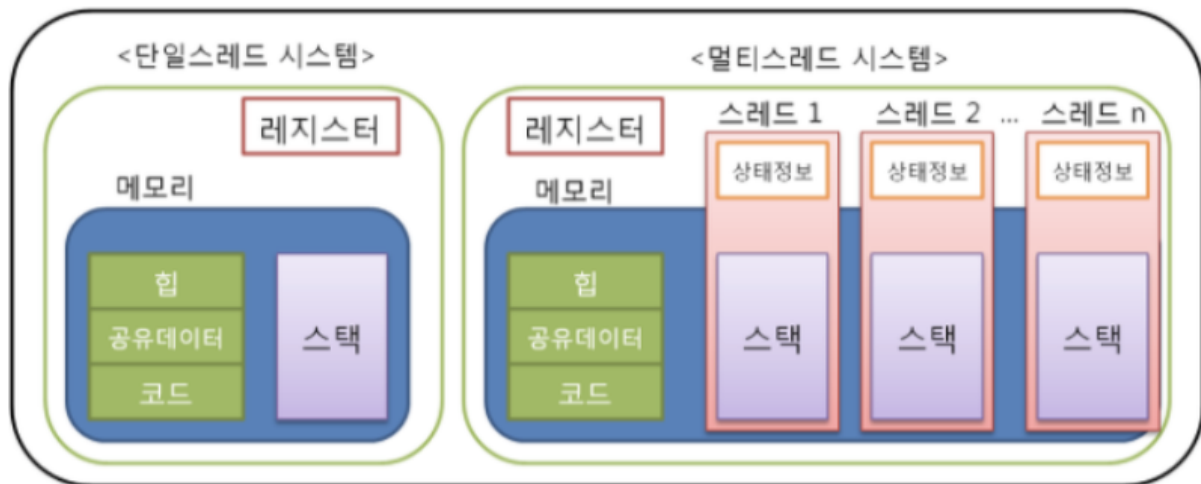 <단일스레드 시스템>
레지스터
메모리
힙
공유데이터
스택
코드
<멀티스레드 시스템>
레지스터
스레드 1
스레드 2
...
스레드 n
상태정보
상태정보
상태정보
메모리
힙
공유데이터
코드
스택
스택
스택